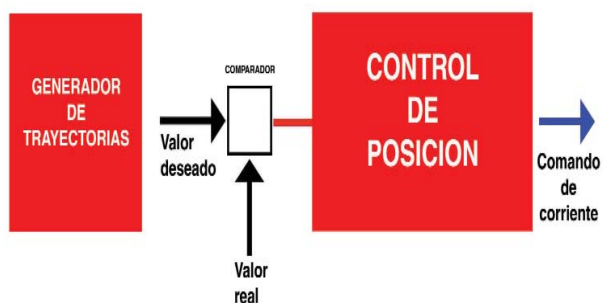 GENERADOR
DE
TRAYECTORIAS
Valor
deseado
COMPARADOR
Valor
real
CONTROL
DE
POSICION
Comando
de
corriente